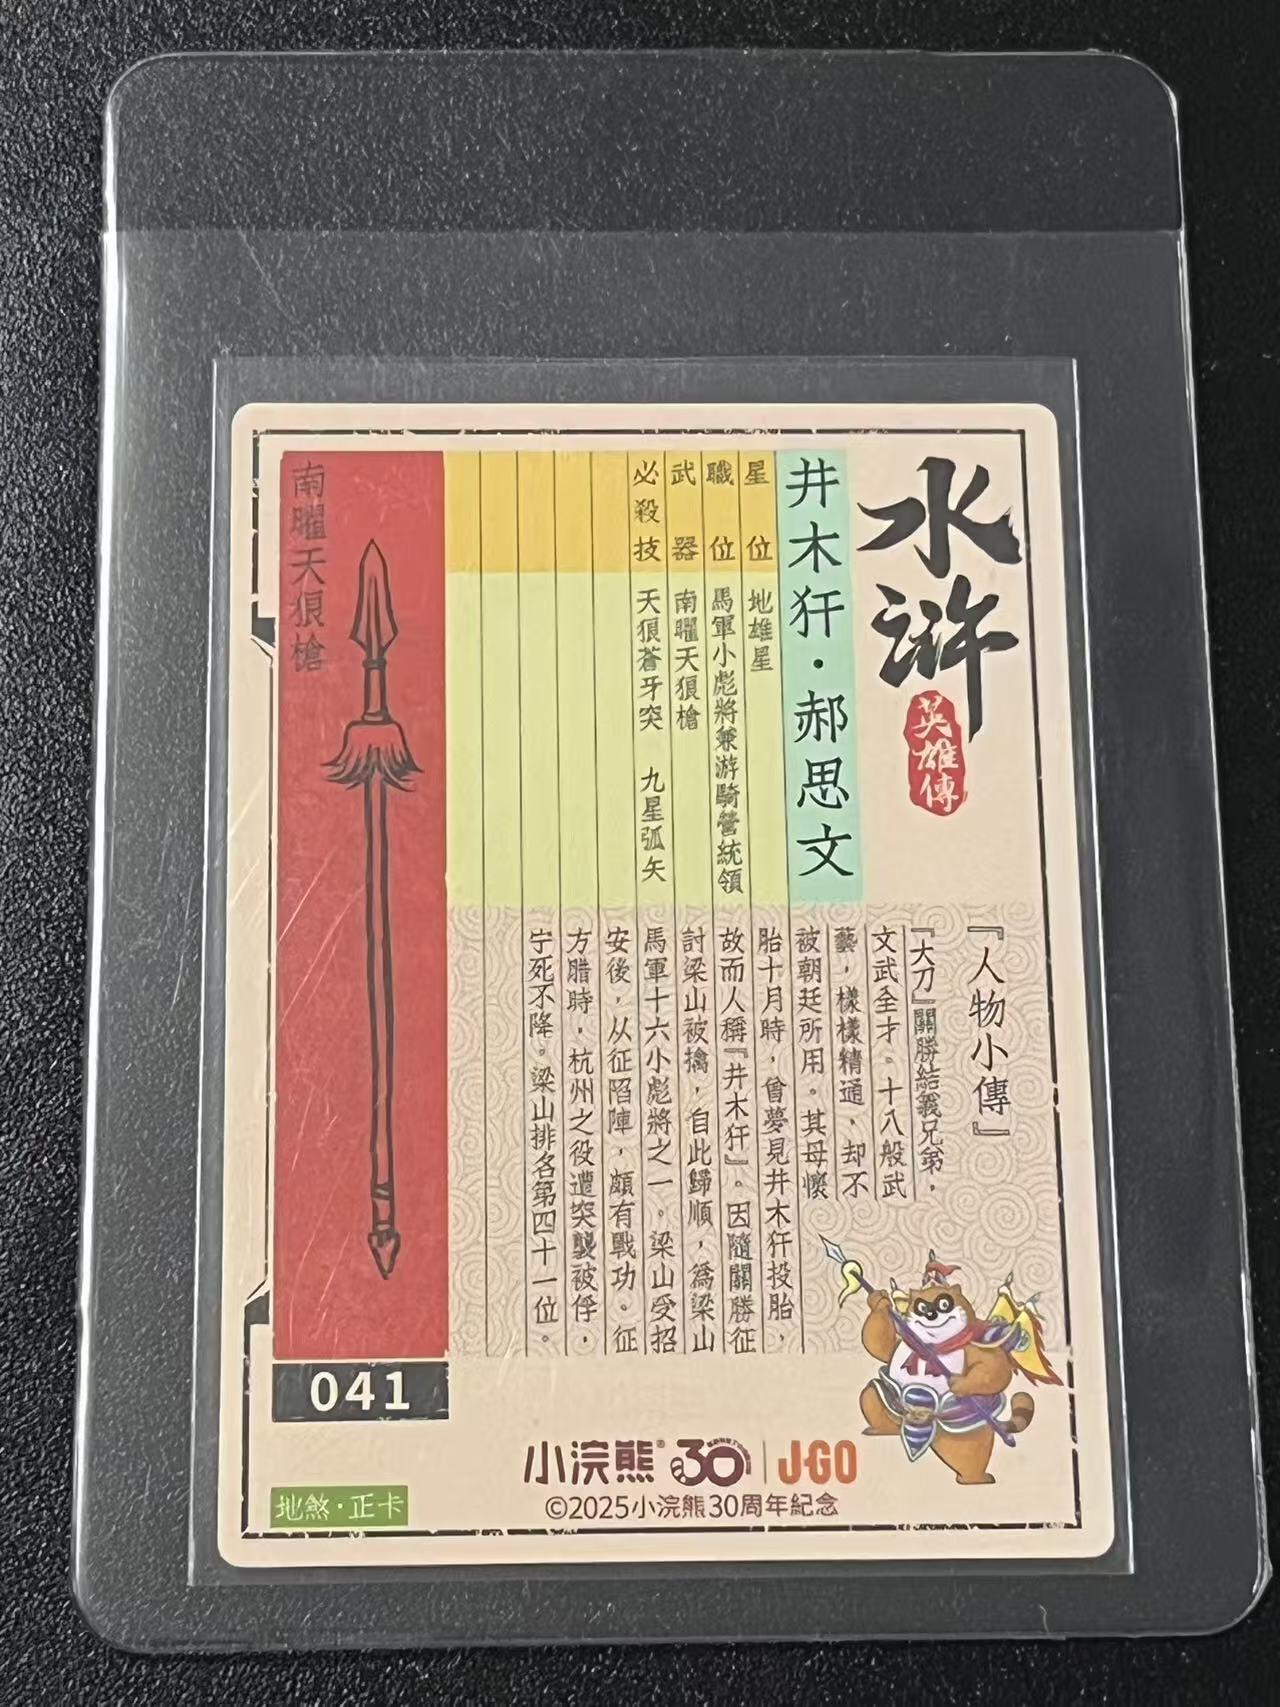 水滸
英雄傳
井木犴·郝思文
星位 地雄星
職位 馬軍小彪將兼游騎營統領
武器 南曜天狼槍
必殺技 天狼蒼牙突 九星弧矢
南曜天狼槍
『人物小傳』
『大刀』關勝結義兄弟，
文武全才。十八般武
藝，樣樣精通，却不
被朝廷所用。其母懷
胎十月時，曾夢見井木犴投胎，
故而人稱『井木犴』。因隨關勝征
討梁山被擒，自此歸順，爲梁山
馬軍十六小彪將之一。梁山受招
安後，从征陷陣，頗有戰功。征
方腊時，杭州之役遭突襲被俘，
宁死不降。梁山排名第四十一位。
041
小浣熊® 30 | J·GO
©2025小浣熊30周年紀念
地煞·正卡